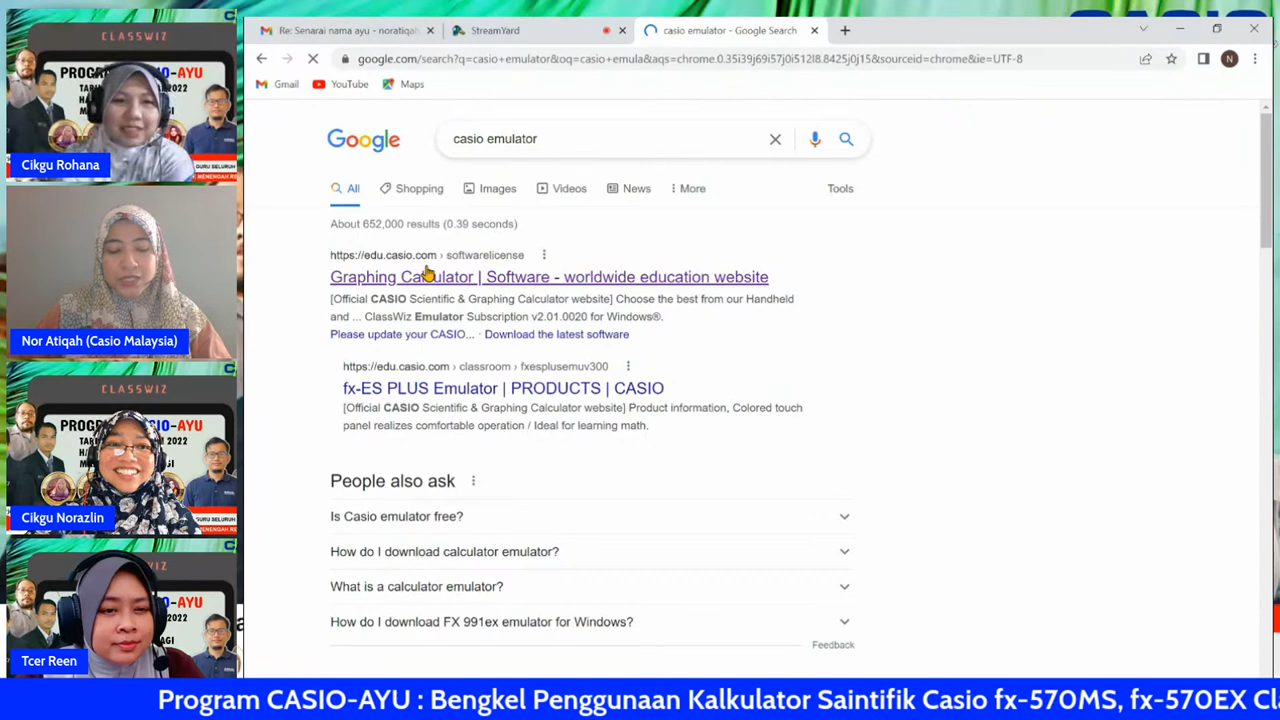 CLASSWIZ
Cikgu Rohana
Nor Atiqah (Casio Malaysia)
CLASSWIZ
Cikgu Norazlin
Tcer Reen
Re: Senarai nama ayu - noratiqah
StreamYard
casio emulator - Google Search
google.com/search?q=casio+emulator&oq=casio+emula&aqs=chrome.0.35i39j69i57j0i512l8.8425j0j15&sourceid=chrome&ie=UTF-8
N
Gmail
YouTube
Maps
Google
casio emulator
All
Shopping
Images
Videos
News
More
Tools
About 652,000 results (0.39 seconds)
https://edu.casio.com › softwarelicense
Graphing Calculator | Software - worldwide education website
[Official CASIO Scientific & Graphing Calculator website] Choose the best from our Handheld
and ... ClassWiz Emulator Subscription v2.01.0020 for Windows®.
Please update your CASIO... · Download the latest software
https://edu.casio.com › classroom › fxesplusemuv300
fx-ES PLUS Emulator | PRODUCTS | CASIO
[Official CASIO Scientific & Graphing Calculator website] Product information, Colored touch
panel realizes comfortable operation / Ideal for learning math.
People also ask
Is Casio emulator free?
How do I download calculator emulator?
What is a calculator emulator?
How do I download FX 991ex emulator for Windows?
Feedback
Program CASIO-AYU : Bengkel Penggunaan Kalkulator Saintifik Casio fx-570MS, fx-570EX Cl